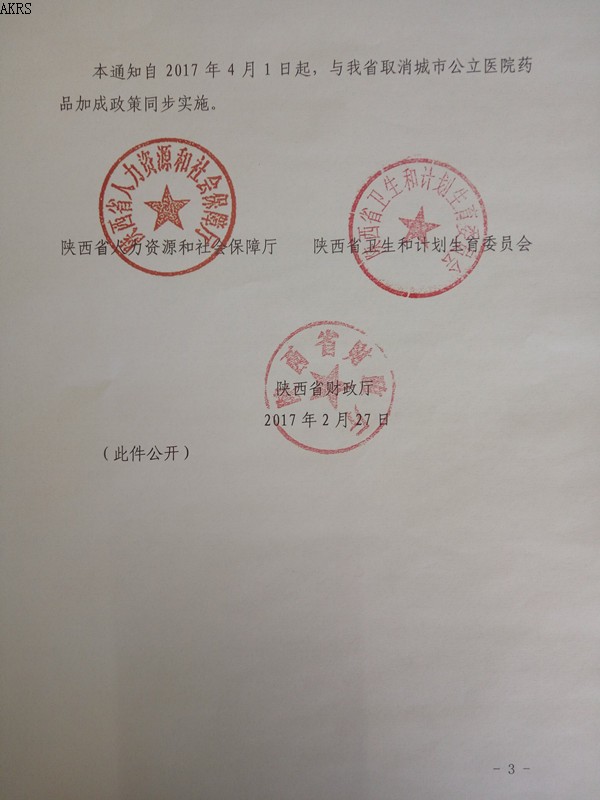 AKRS
本通知自 2017 年 4 月 1 日起，与我省取消城市公立医院药
品加成政策同步实施。
陕西省人力资源和社会保障厅
陕西省卫生和计划生育委员会
陕西省人力资源和社会保障厅 陕西省卫生和计划生育委员会
陕西省财政厅
陕西省财政厅
2017 年 2 月 27 日
（此件公开）
- 3 -